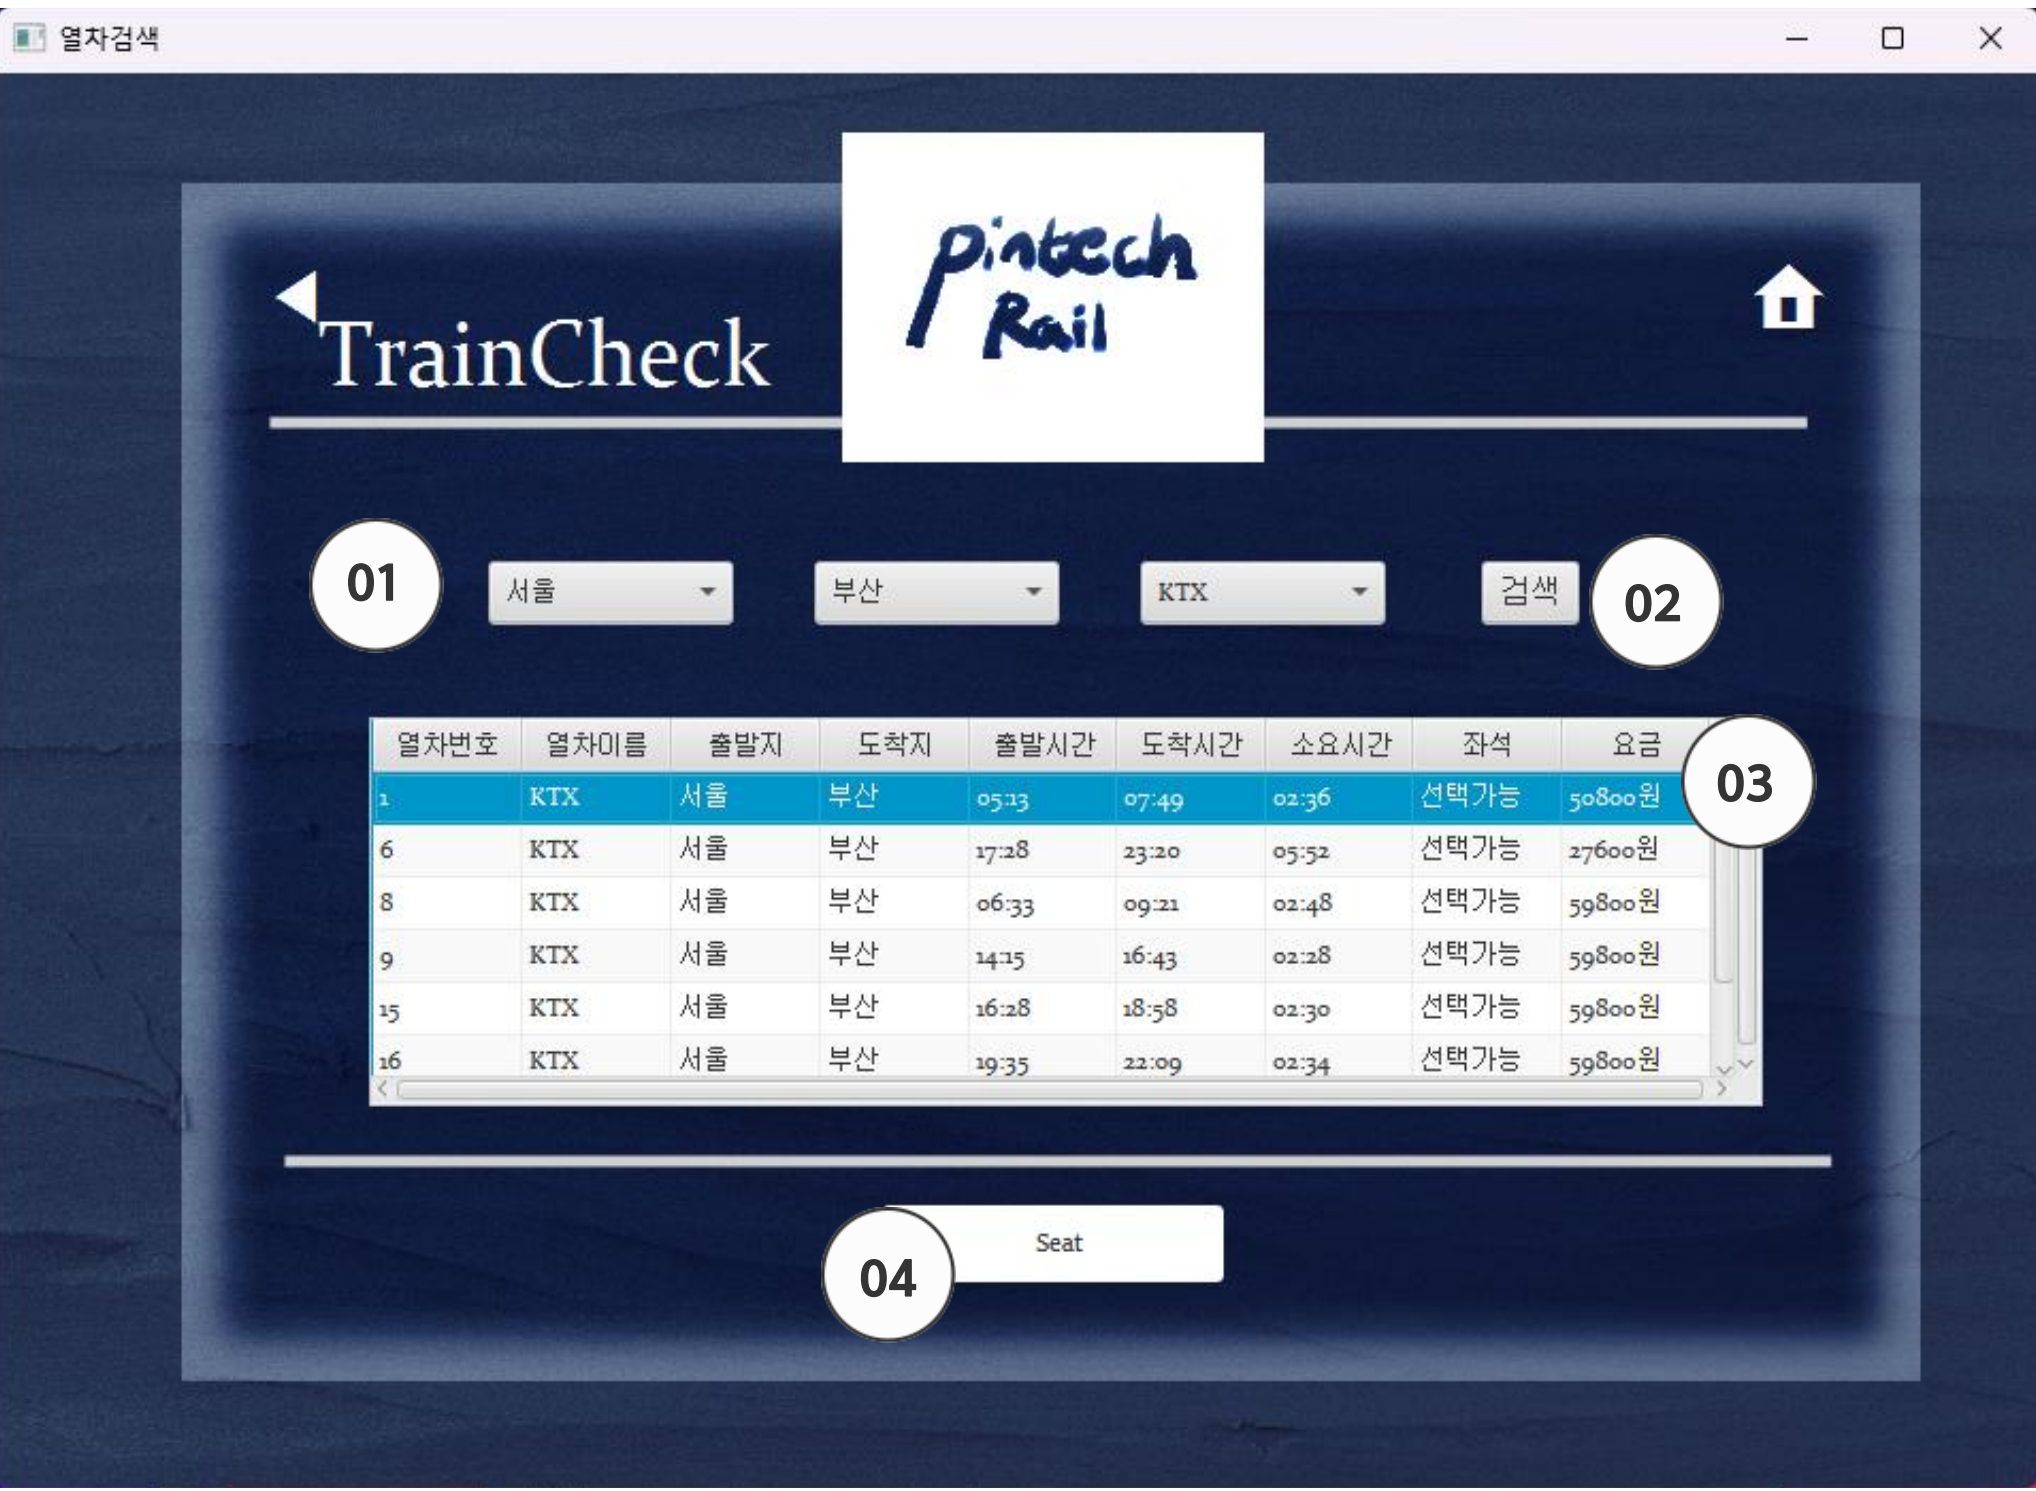 열차검색
pintech
Rail
TrainCheck
01 서울 부산 KTX 검색 02
열차번호 열차이름 출발지 도착지 출발시간 도착시간 소요시간 좌석 요금
03
1 KTX 서울 부산 05:13 07:49 02:36 선택가능 50800원
6 KTX 서울 부산 17:28 23:20 05:52 선택가능 27600원
8 KTX 서울 부산 06:33 09:21 02:48 선택가능 59800원
9 KTX 서울 부산 14:15 16:43 02:28 선택가능 59800원
15 KTX 서울 부산 16:28 18:58 02:30 선택가능 59800원
16 KTX 서울 부산 19:35 22:09 02:34 선택가능 59800원
04 Seat